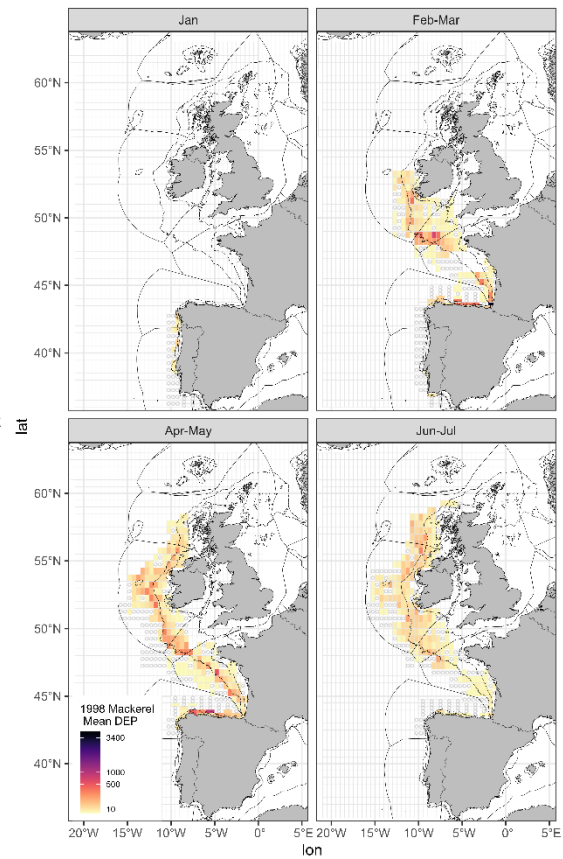 Jan
Feb-Mar
60°N
55°N
50°N
45°N
40°N
Apr-May
Jun-Jul
60°N
55°N
50°N
45°N
40°N
lat
1998 Mackerel
Mean DEP
3400
1000
500
10
20°W 15°W 10°W 5°W 0° 5°E 20°W 15°W 10°W 5°W 0° 5°E
lon